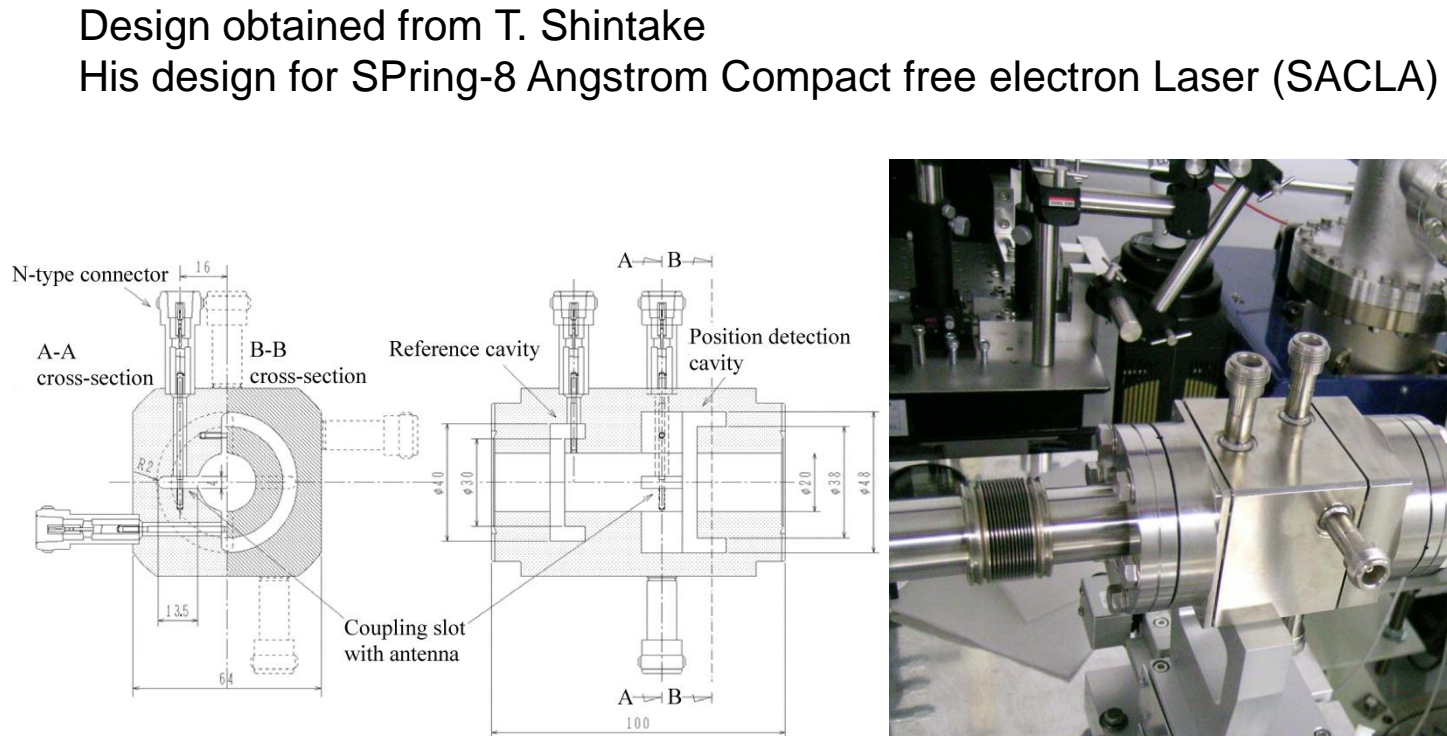 Design obtained from T. Shintake
His design for SPring-8 Angstrom Compact free electron Laser (SACLA)
N-type connector
16
A-A
cross-section
B-B
cross-section
R2
4
13.5
64
A B
Reference cavity
Position detection
cavity
φ40
φ30
φ20
φ38
φ48
Coupling slot
with antenna
A B
100